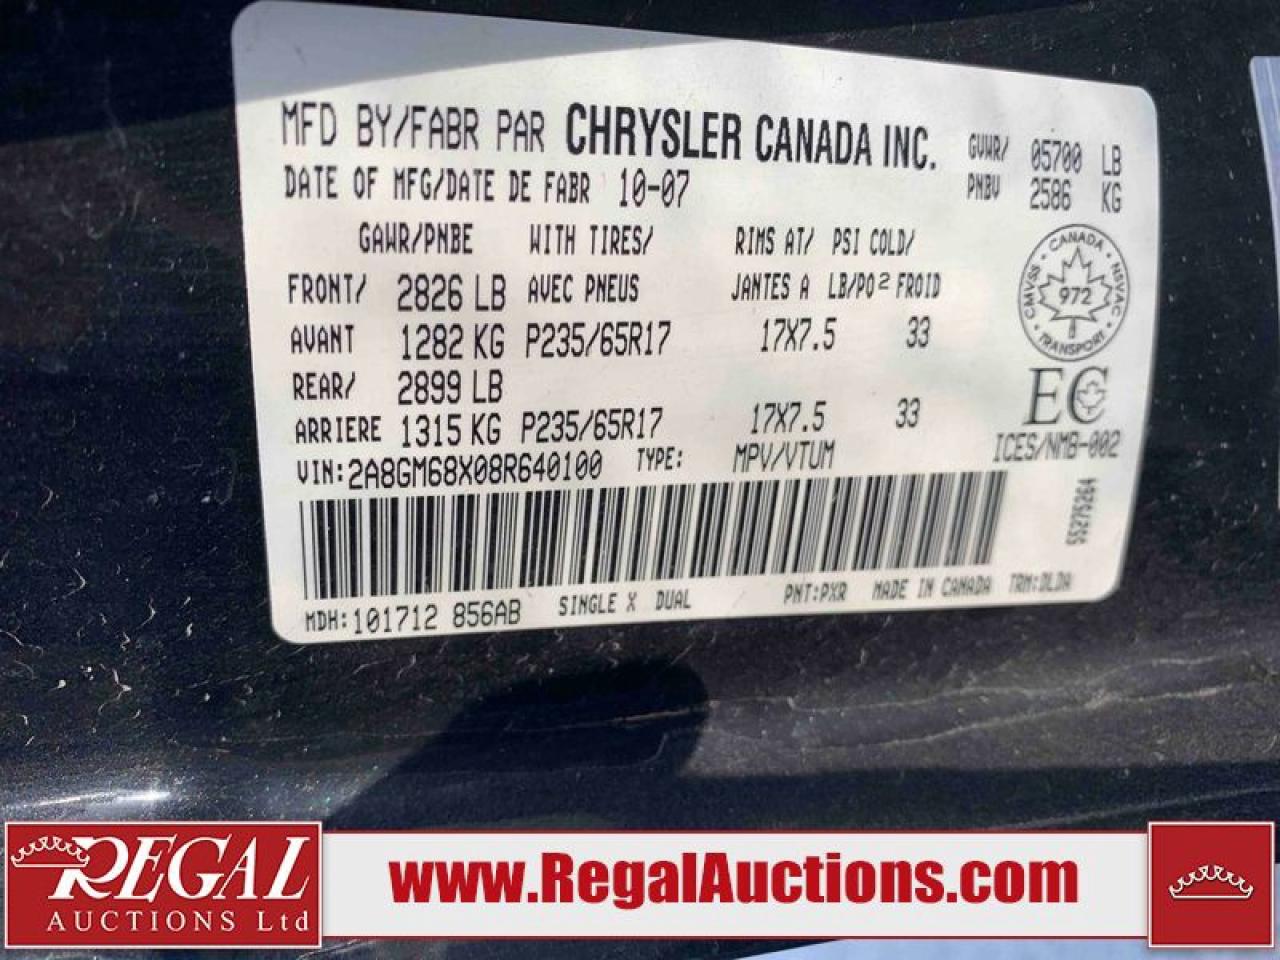 MFD BY/FABR PAR CHRYSLER CANADA INC. GVWR/ 05700 LB
DATE OF MFG/DATE DE FABR 10-07 PNBV 2586 KG
GAWR/PNBE WITH TIRES/ RIMS AT/ PSI COLD/
FRONT/ 2826 LB AVEC PNEUS JANTES A LB/PO² FROID
AVANT 1282 KG P235/65R17 17X7.5 33
REAR/ 2899 LB
ARRIERE 1315 KG P235/65R17 17X7.5 33
VIN:2A8GM68X08R640100 TYPE: MPV/VTUM
CANADA
CMVSS NSVAC
972
TRANSPORT
EC
ICES/NMB-002
55275264
MDH:101712 856AB SINGLE X DUAL PNT:PXR MADE IN CANADA TRM:DLDA
REGAL
AUCTIONS Ltd
www.RegalAuctions.com